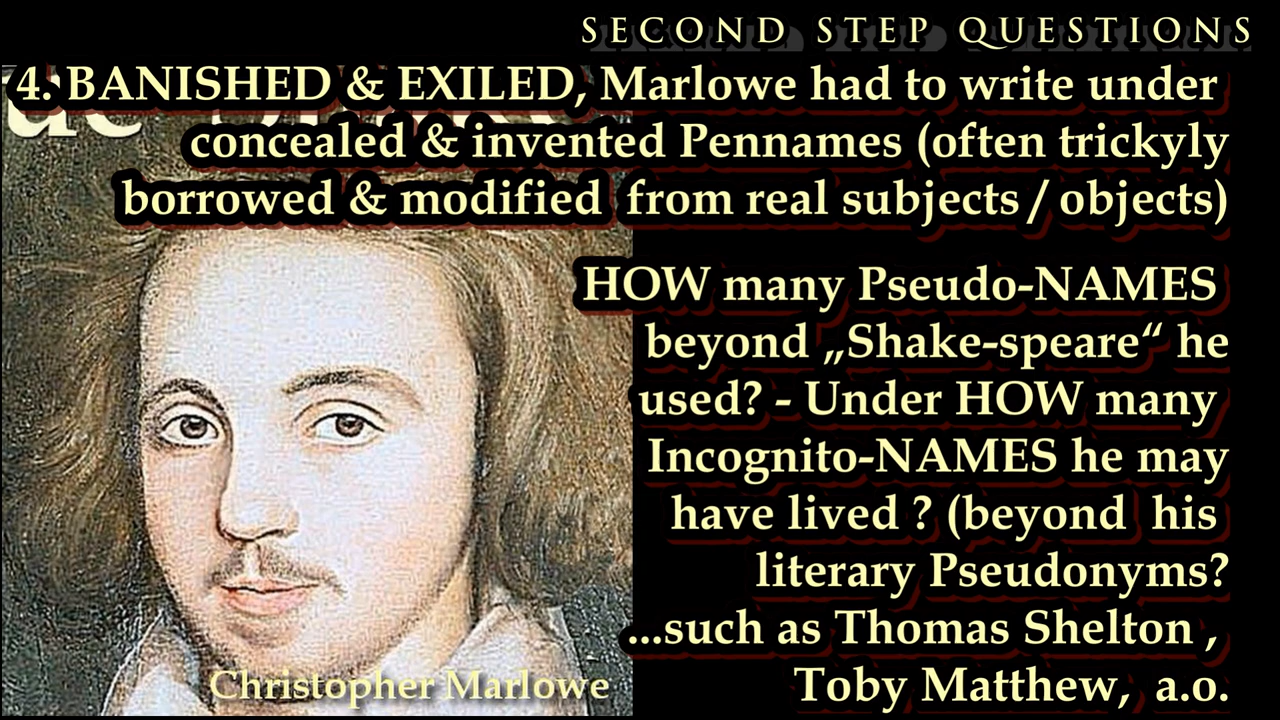 SECOND STEP QUESTIONS
4. BANISHED & EXILED, Marlowe had to write under
concealed & invented Pennames (often trickyly
borrowed & modified from real subjects / objects)
HOW many Pseudo-NAMES
beyond „Shake-speare“ he
used? - Under HOW many
Incognito-NAMES he may
have lived ? (beyond his
literary Pseudonyms?
...such as Thomas Shelton ,
Toby Matthew, a.o.
Christopher Marlowe